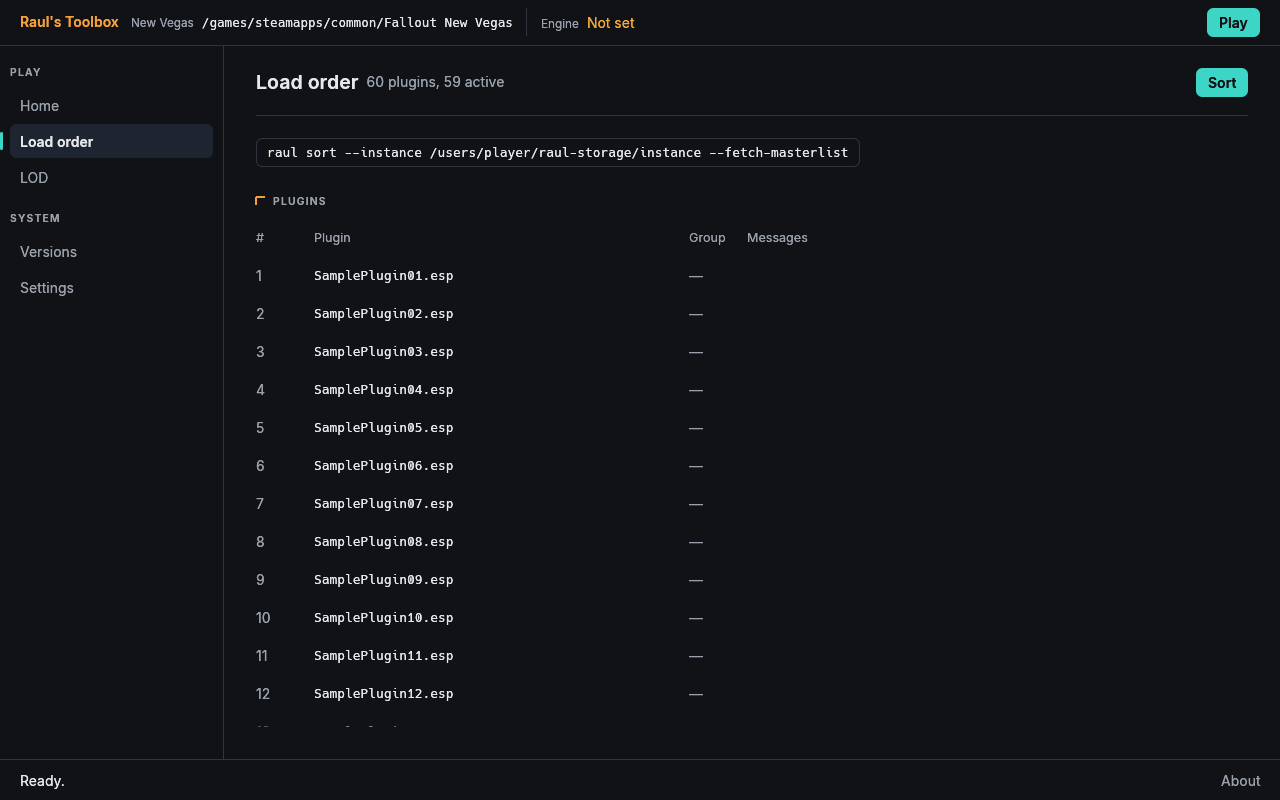 Raul's Toolbox New Vegas /games/steamapps/common/Fallout New Vegas Engine Not set Play
PLAY
Home
Load order
LOD
SYSTEM
Versions
Settings
Load order 60 plugins, 59 active Sort
raul sort --instance /users/player/raul-storage/instance --fetch-masterlist
PLUGINS
# Plugin Group Messages
1 SamplePlugin01.esp —
2 SamplePlugin02.esp —
3 SamplePlugin03.esp —
4 SamplePlugin04.esp —
5 SamplePlugin05.esp —
6 SamplePlugin06.esp —
7 SamplePlugin07.esp —
8 SamplePlugin08.esp —
9 SamplePlugin09.esp —
10 SamplePlugin10.esp —
11 SamplePlugin11.esp —
12 SamplePlugin12.esp —
Ready. About